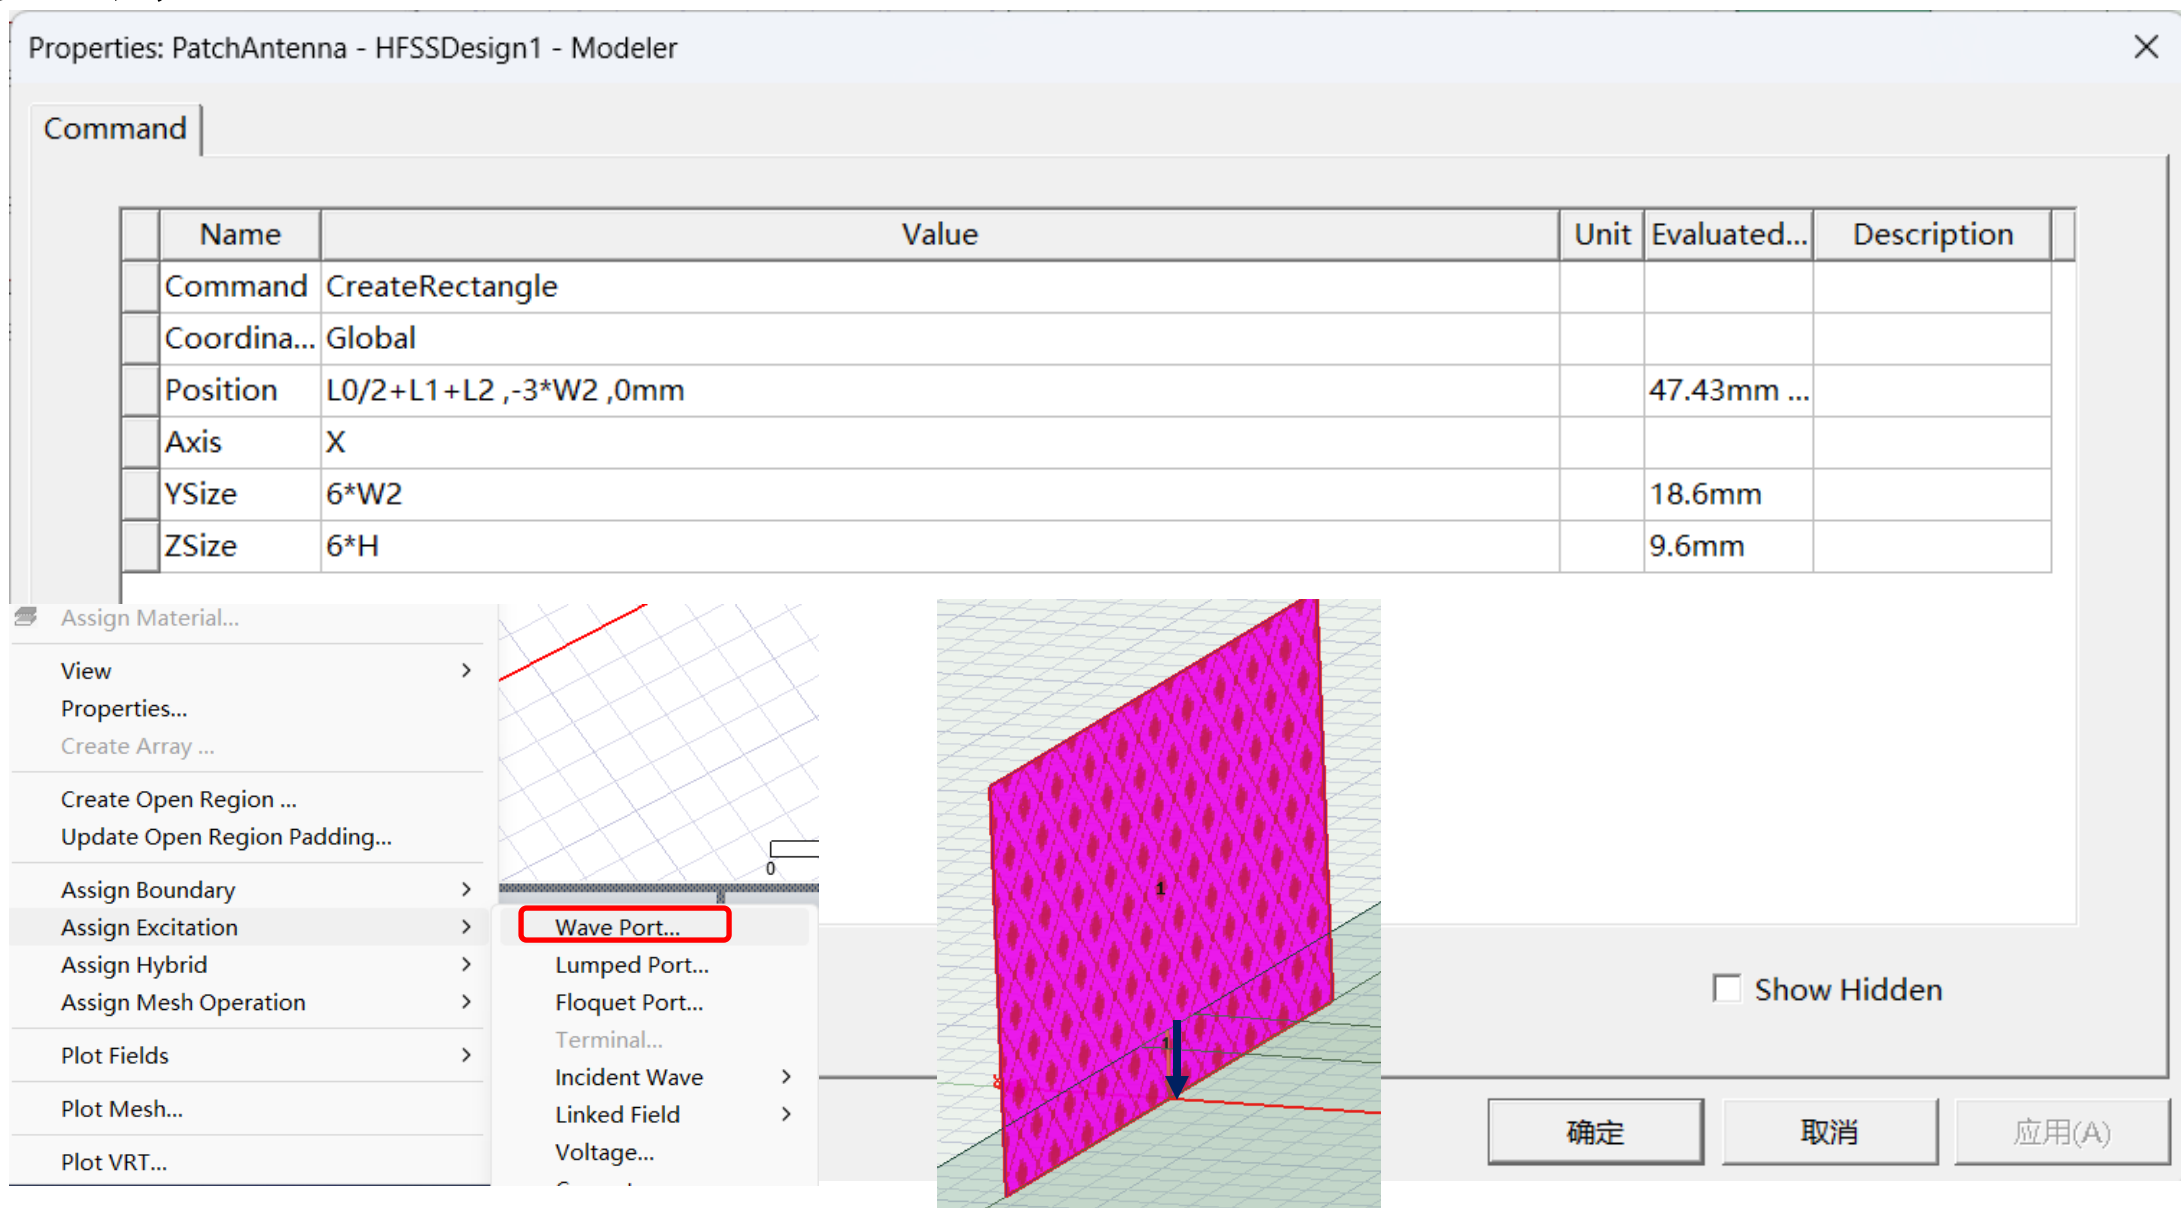 Properties: PatchAntenna - HFSSDesign1 - Modeler
Command
Name Value Unit Evaluated... Description
Command CreateRectangle
Coordina... Global
Position L0/2+L1+L2 ,-3*W2 ,0mm 47.43mm ...
Axis X
YSize 6*W2 18.6mm
ZSize 6*H 9.6mm
Assign Material...
View
Properties...
Create Array ...
Create Open Region ...
Update Open Region Padding...
Assign Boundary
Assign Excitation
Assign Hybrid
Assign Mesh Operation
Plot Fields
Plot Mesh...
Plot VRT...
0
Wave Port...
Lumped Port...
Floquet Port...
Terminal...
Incident Wave
Linked Field
Voltage...
1
1
Show Hidden
确定 取消 应用(A)